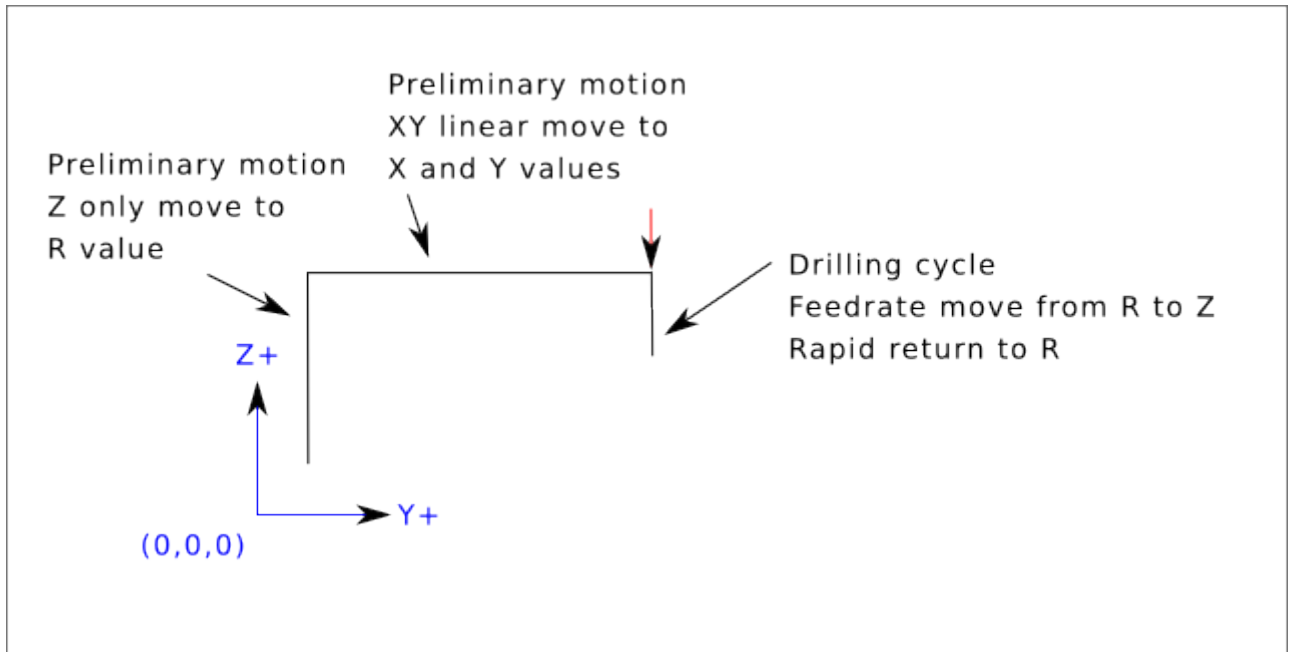 Preliminary motion
Z only move to
R value
Preliminary motion
XY linear move to
X and Y values
Drilling cycle
Feedrate move from R to Z
Rapid return to R
Z+
Y+
(0,0,0)